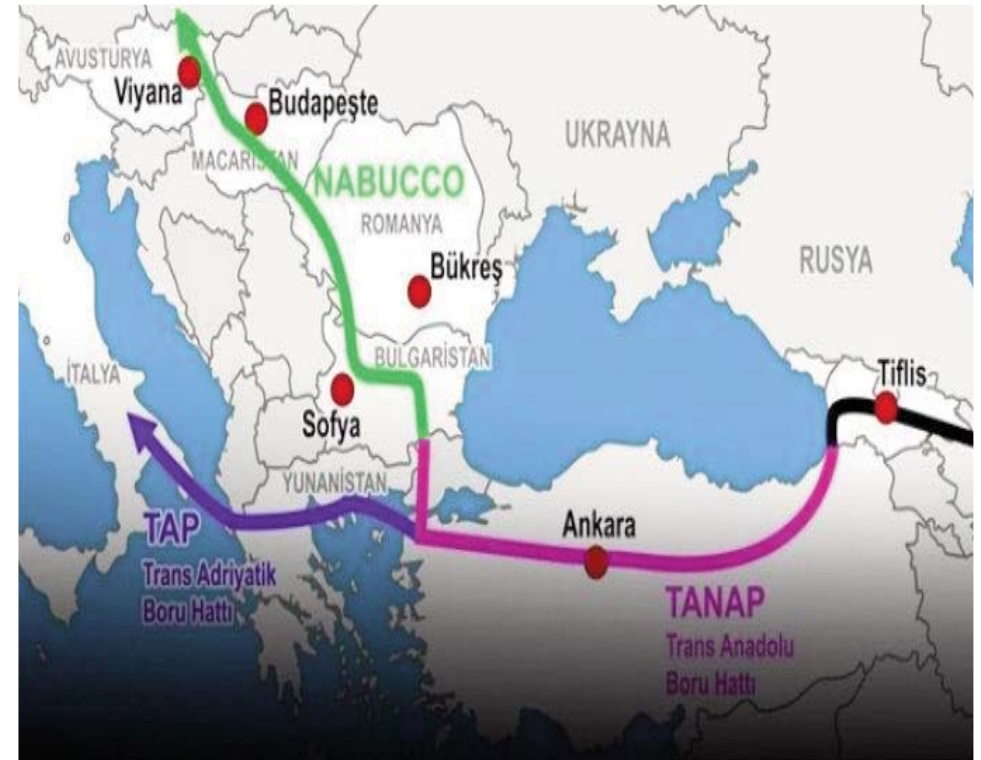 AVUSTURYA
Viyana
Budapeşte
UKRAYNA
MACARİSTAN
NABUCCO
ROMANYA
RUSYA
Bükreş
BULGARİSTAN
İTALYA
Tiflis
Sofya
YUNANİSTAN
TAP
Trans Adriyatik
Boru Hattı
Ankara
TANAP
Trans Anadolu
Boru Hattı